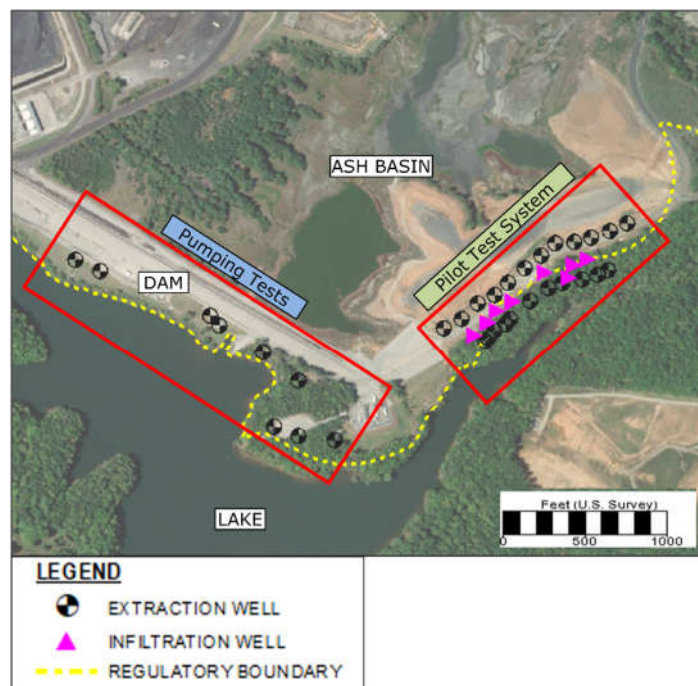 ASH BASIN
Pilot Test System
Pumping Tests
DAM
LAKE
Feet (U.S. Survey)
0 500 1000
LEGEND
EXTRACTION WELL
INFILTRATION WELL
REGULATORY BOUNDARY